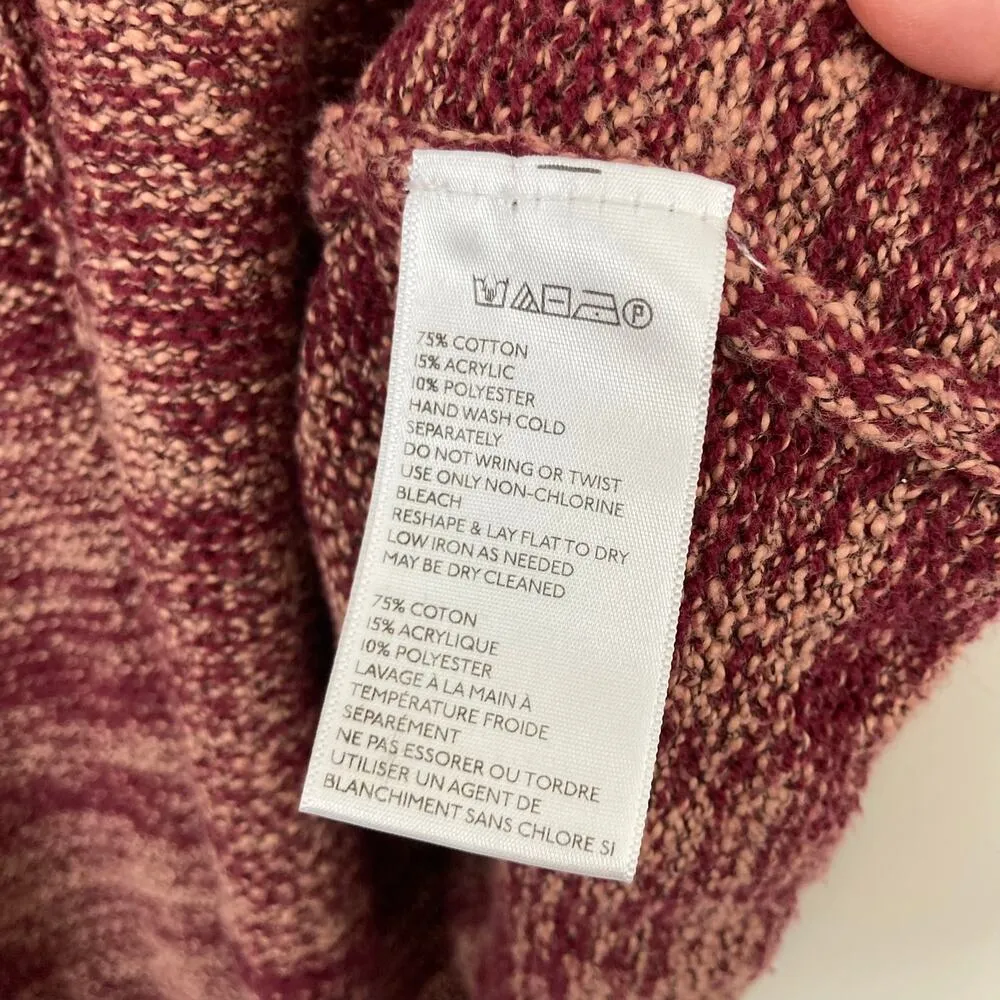 P
75% COTTON
15% ACRYLIC
10% POLYESTER
HAND WASH COLD
SEPARATELY
DO NOT WRING OR TWIST
USE ONLY NON-CHLORINE
BLEACH
RESHAPE & LAY FLAT TO DRY
LOW IRON AS NEEDED
MAY BE DRY CLEANED
75% COTON
15% ACRYLIQUE
10% POLYESTER
LAVAGE À LA MAIN À
TEMPÉRATURE FROIDE
SÉPARÉMENT
NE PAS ESSORER OU TORDRE
UTILISER UN AGENT DE
BLANCHIMENT SANS CHLORE SI